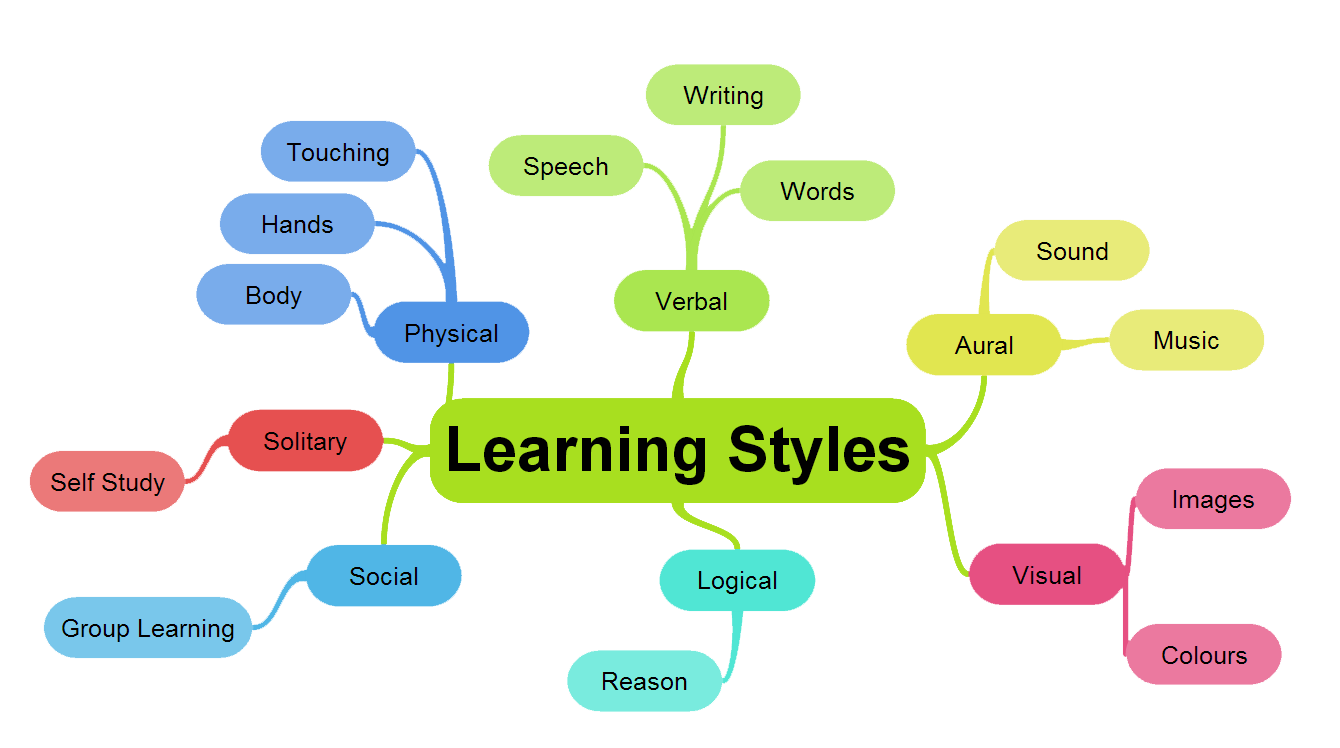 Writing
Touching
Speech
Words
Hands
Sound
Body
Verbal
Physical
Aural
Music
Solitary
Learning Styles
Self Study
Images
Social
Logical
Visual
Group Learning
Colours
Reason